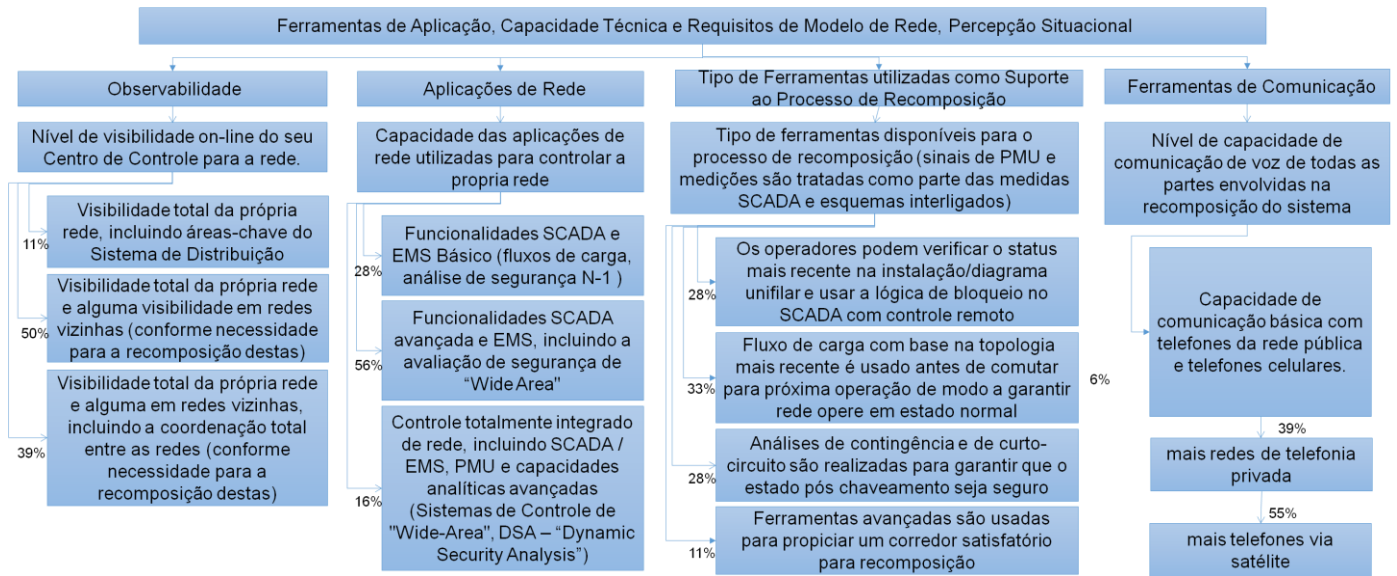 Ferramentas de Aplicação, Capacidade Técnica e Requisitos de Modelo de Rede, Percepção Situacional
Observabilidade
Nível de visibilidade on-line do seu
Centro de Controle para a rede.
Visibilidade total da própria
rede, incluindo áreas-chave do
Sistema de Distribuição
11%
Visibilidade total da própria rede
e alguma visibilidade em redes
vizinhas (conforme necessidade
para a recomposição destas)
50%
Visibilidade total da própria rede
e alguma em redes vizinhas,
incluindo a coordenação total
entre as redes (conforme
necessidade para a
recomposição destas)
39%
Aplicações de Rede
Capacidade das aplicações de
rede utilizadas para controlar a
propria rede
Funcionalidades SCADA e
EMS Básico (fluxos de carga,
análise de segurança N-1 )
28%
Funcionalidades SCADA
avançada e EMS, incluindo a
avaliação de segurança de
“Wide Area"
56%
Controle totalmente integrado
de rede, incluindo SCADA /
EMS, PMU e capacidades
analíticas avançadas
(Sistemas de Controle de
"Wide-Area", DSA – “Dynamic
Security Analysis”)
16%
Tipo de Ferramentas utilizadas como Suporte
ao Processo de Recomposição
Tipo de ferramentas disponíveis para o
processo de recomposição (sinais de PMU e
medições são tratadas como parte das medidas
SCADA e esquemas interligados)
Os operadores podem verificar o status
mais recente na instalação/diagrama
unifilar e usar a lógica de bloqueio no
SCADA com controle remoto
28%
Fluxo de carga com base na topologia
mais recente é usado antes de comutar
para próxima operação de modo a garantir
rede opere em estado normal
33%
Análises de contingência e de curto-
circuito são realizadas para garantir que o
estado pós chaveamento seja seguro
28%
Ferramentas avançadas são usadas
para propiciar um corredor satisfatório
para recomposição
11%
Ferramentas de Comunicação
Nível de capacidade de
comunicação de voz de todas as
partes envolvidas na
recomposição do sistema
Capacidade de
comunicação básica com
telefones da rede pública
e telefones celulares.
6%
39%
mais redes de telefonia
privada
55%
mais telefones via
satélite